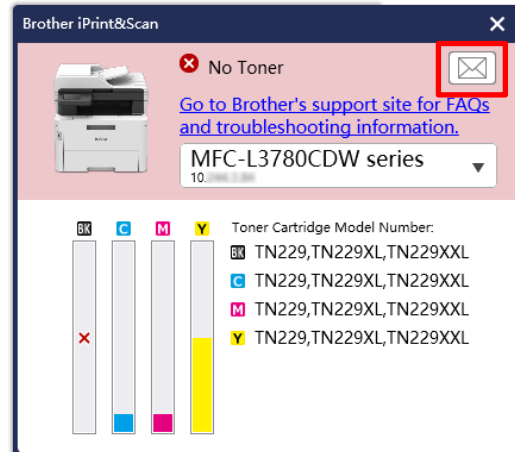 Brother iPrint&Scan
No Toner
Go to Brother's support site for FAQs
and troubleshooting information.
MFC-L3780CDW series
10.
BK C M Y
Toner Cartridge Model Number:
BK TN229,TN229XL,TN229XXL
C TN229,TN229XL,TN229XXL
M TN229,TN229XL,TN229XXL
Y TN229,TN229XL,TN229XXL